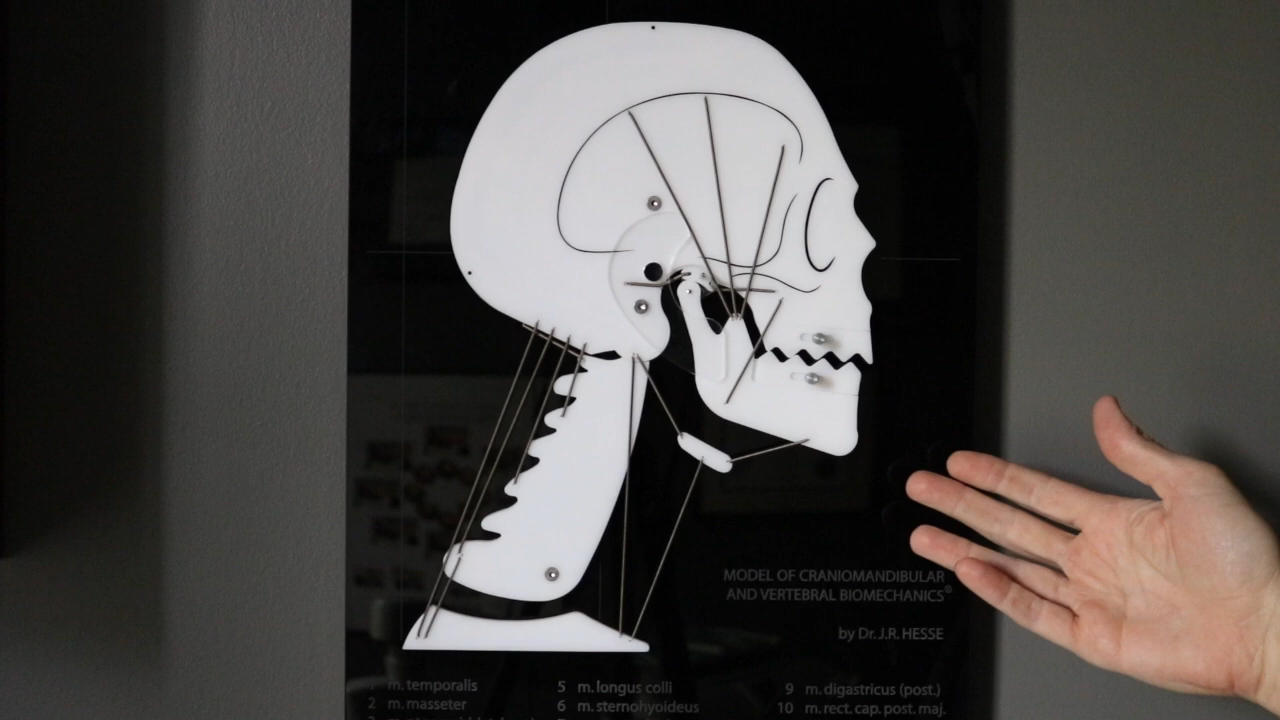 MODEL OF CRANIOMANDIBULAR
AND VERTEBRAL BIOMECHANICS®
by Dr. J.R. HESSE
1 m. temporalis
2 m. masseter
5 m. longus colli
6 m. sternohyoideus
9 m. digastricus (post.)
10 m. rect. cap. post. maj.